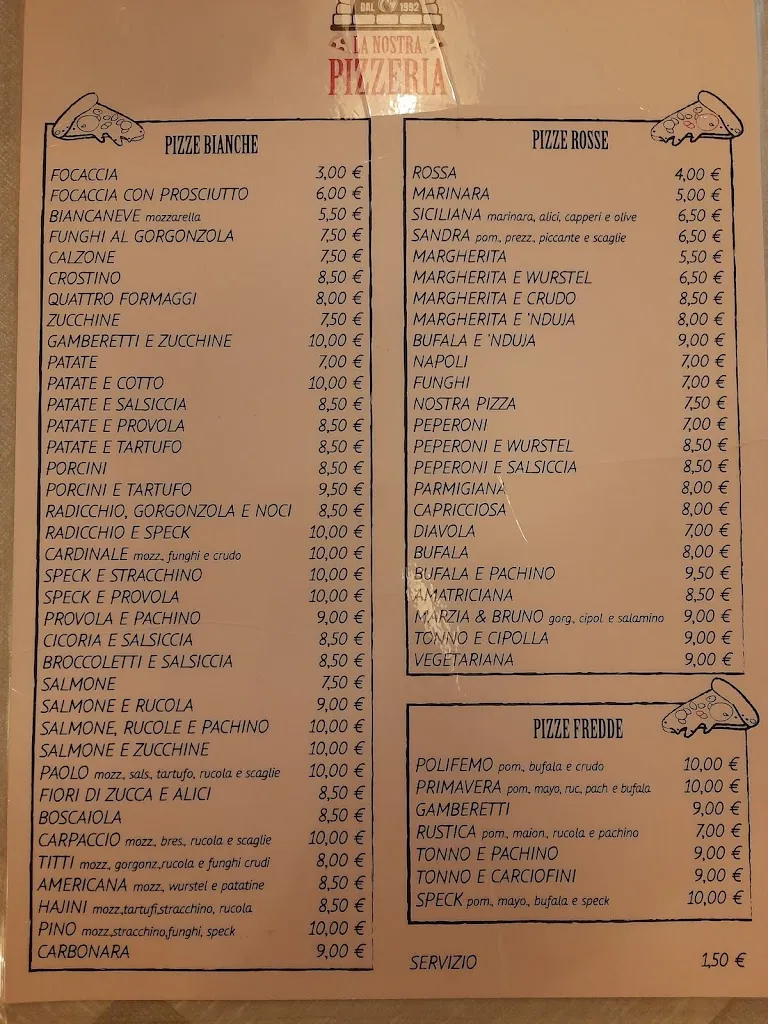 DAL 1992
LA NOSTRA
PIZZERIA
PIZZE BIANCHE
FOCACCIA 3,00 €
FOCACCIA CON PROSCIUTTO 6,00 €
BIANCANEVE mozzarella 5,50 €
FUNGHI AL GORGONZOLA 7,50 €
CALZONE 7,50 €
CROSTINO 8,50 €
QUATTRO FORMAGGI 8,00 €
ZUCCHINE 7,50 €
GAMBERETTI E ZUCCHINE 10,00 €
PATATE 7,00 €
PATATE E COTTO 10,00 €
PATATE E SALSICCIA 8,50 €
PATATE E PROVOLA 8,50 €
PATATE E TARTUFO 8,50 €
PORCINI 8,50 €
PORCINI E TARTUFO 9,50 €
RADICCHIO, GORGONZOLA E NOCI 8,50 €
RADICCHIO E SPECK 10,00 €
CARDINALE mozz., funghi e crudo 10,00 €
SPECK E STRACCHINO 10,00 €
SPECK E PROVOLA 10,00 €
PROVOLA E PACHINO 9,00 €
CICORIA E SALSICCIA 8,50 €
BROCCOLETTI E SALSICCIA 8,50 €
SALMONE 7,50 €
SALMONE E RUCOLA 9,00 €
SALMONE, RUCOLE E PACHINO 10,00 €
SALMONE E ZUCCHINE 10,00 €
PAOLO mozz., sals., tartufo, rucola e scaglie 10,00 €
FIORI DI ZUCCA E ALICI 8,50 €
BOSCAIOLA 8,50 €
CARPACCIO mozz., bres., rucola e scaglie 10,00 €
TITTI mozz., gorgonz.,rucola e funghi crudi 8,00 €
AMERICANA mozz., wurstel e patatine 8,50 €
HAJINI mozz.,tartufi,stracchino, rucola 8,50 €
PINO mozz.,stracchino,funghi, speck 10,00 €
CARBONARA 9,00 €
PIZZE ROSSE
ROSSA 4,00 €
MARINARA 5,00 €
SICILIANA marinara, alici, capperi e olive 6,50 €
SANDRA pom., prezz., piccante e scaglie 6,50 €
MARGHERITA 5,50 €
MARGHERITA E WURSTEL 6,50 €
MARGHERITA E CRUDO 8,50 €
MARGHERITA E 'NDUJA 8,00 €
BUFALA E 'NDUJA 9,00 €
NAPOLI 7,00 €
FUNGHI 7,00 €
NOSTRA PIZZA 7,50 €
PEPERONI 7,00 €
PEPERONI E WURSTEL 8,50 €
PEPERONI E SALSICCIA 8,50 €
PARMIGIANA 8,00 €
CAPRICCIOSA 8,00 €
DIAVOLA 7,00 €
BUFALA 8,00 €
BUFALA E PACHINO 9,50 €
AMATRICIANA 8,50 €
MARZIA & BRUNO gorg., cipol. e salamino 9,00 €
TONNO E CIPOLLA 9,00 €
VEGETARIANA 9,00 €
PIZZE FREDDE
POLIFEMO pom., bufala e crudo 10,00 €
PRIMAVERA pom., mayo, ruc., pach e bufala 10,00 €
GAMBERETTI 9,00 €
RUSTICA pom., maion., rucola e pachino 7,00 €
TONNO E PACHINO 9,00 €
TONNO E CARCIOFINI 9,00 €
SPECK pom., mayo., bufala e speck 10,00 €
SERVIZIO 1,50 €